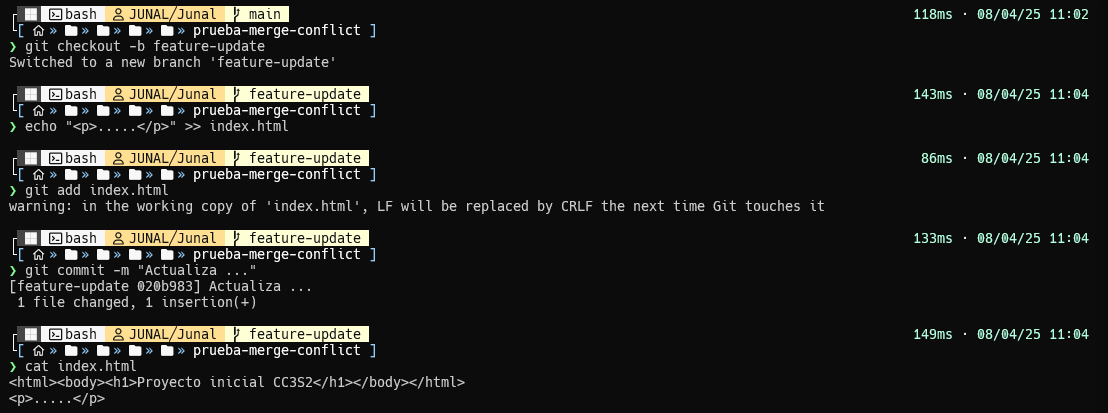 bash JUNAL/Junal main 118ms · 08/04/25 11:02
[ » » » » » prueba-merge-conflict ]
❯ git checkout -b feature-update
Switched to a new branch 'feature-update'
bash JUNAL/Junal feature-update 143ms · 08/04/25 11:04
[ » » » » » prueba-merge-conflict ]
❯ echo "<p>.....</p>" >> index.html
bash JUNAL/Junal feature-update 86ms · 08/04/25 11:04
[ » » » » » prueba-merge-conflict ]
❯ git add index.html
warning: in the working copy of 'index.html', LF will be replaced by CRLF the next time Git touches it
bash JUNAL/Junal feature-update 133ms · 08/04/25 11:04
[ » » » » » prueba-merge-conflict ]
❯ git commit -m "Actualiza ..."
[feature-update 020b983] Actualiza ...
1 file changed, 1 insertion(+)
bash JUNAL/Junal feature-update 149ms · 08/04/25 11:04
[ » » » » » prueba-merge-conflict ]
❯ cat index.html
<html><body><h1>Proyecto inicial CC3S2</h1></body></html>
<p>.....</p>